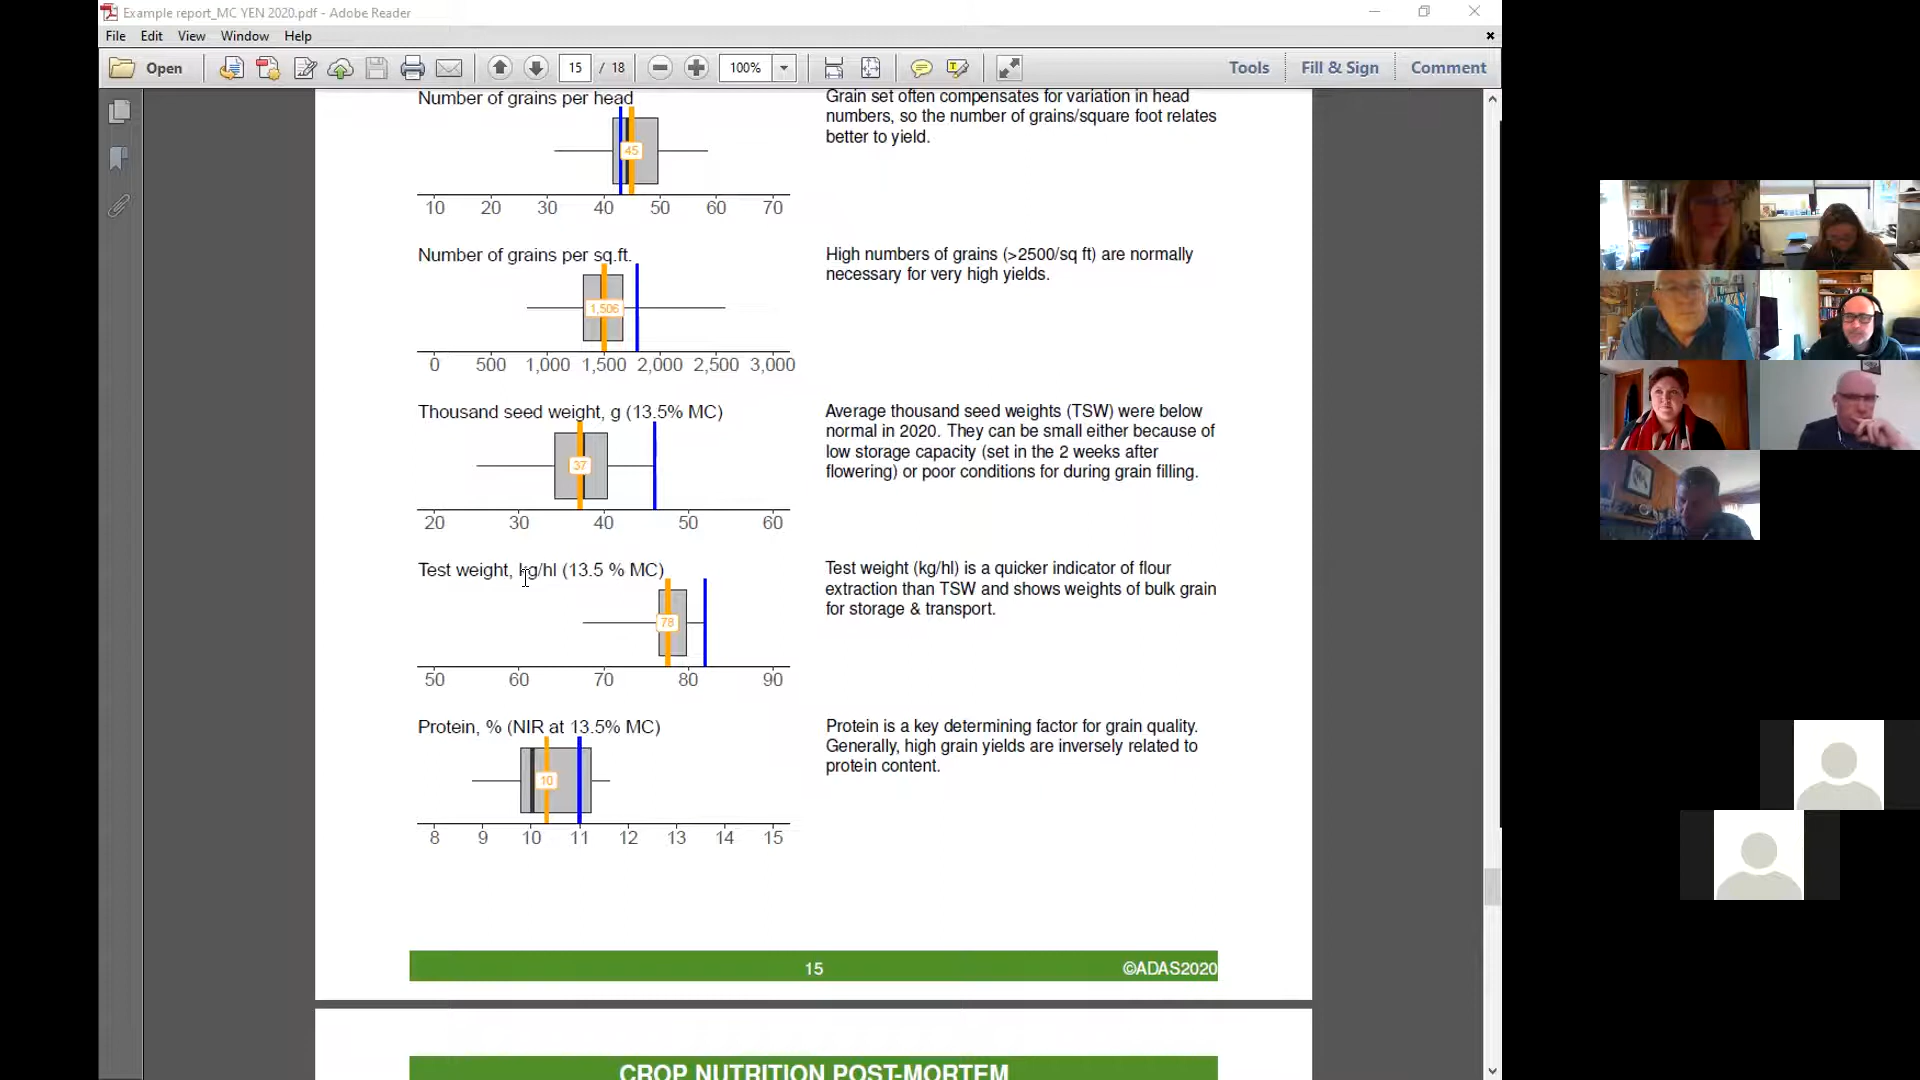 Example report_MC YEN 2020.pdf - Adobe Reader
File Edit View Window Help
Open 15 / 18 100% Tools Fill & Sign Comment
Number of grains per head
45
10 20 30 40 50 60 70
Grain set often compensates for variation in head
numbers, so the number of grains/square foot relates
better to yield.
Number of grains per sq.ft.
1,506
0 500 1,000 1,500 2,000 2,500 3,000
High numbers of grains (>2500/sq ft) are normally
necessary for very high yields.
Thousand seed weight, g (13.5% MC)
37
20 30 40 50 60
Average thousand seed weights (TSW) were below
normal in 2020. They can be small either because of
low storage capacity (set in the 2 weeks after
flowering) or poor conditions for during grain filling.
Test weight, kg/hl (13.5 % MC)
78
50 60 70 80 90
Test weight (kg/hl) is a quicker indicator of flour
extraction than TSW and shows weights of bulk grain
for storage & transport.
Protein, % (NIR at 13.5% MC)
10
8 9 10 11 12 13 14 15
Protein is a key determining factor for grain quality.
Generally, high grain yields are inversely related to
protein content.
15 ©ADAS2020
CROP NUTRITION POST-MORTEM